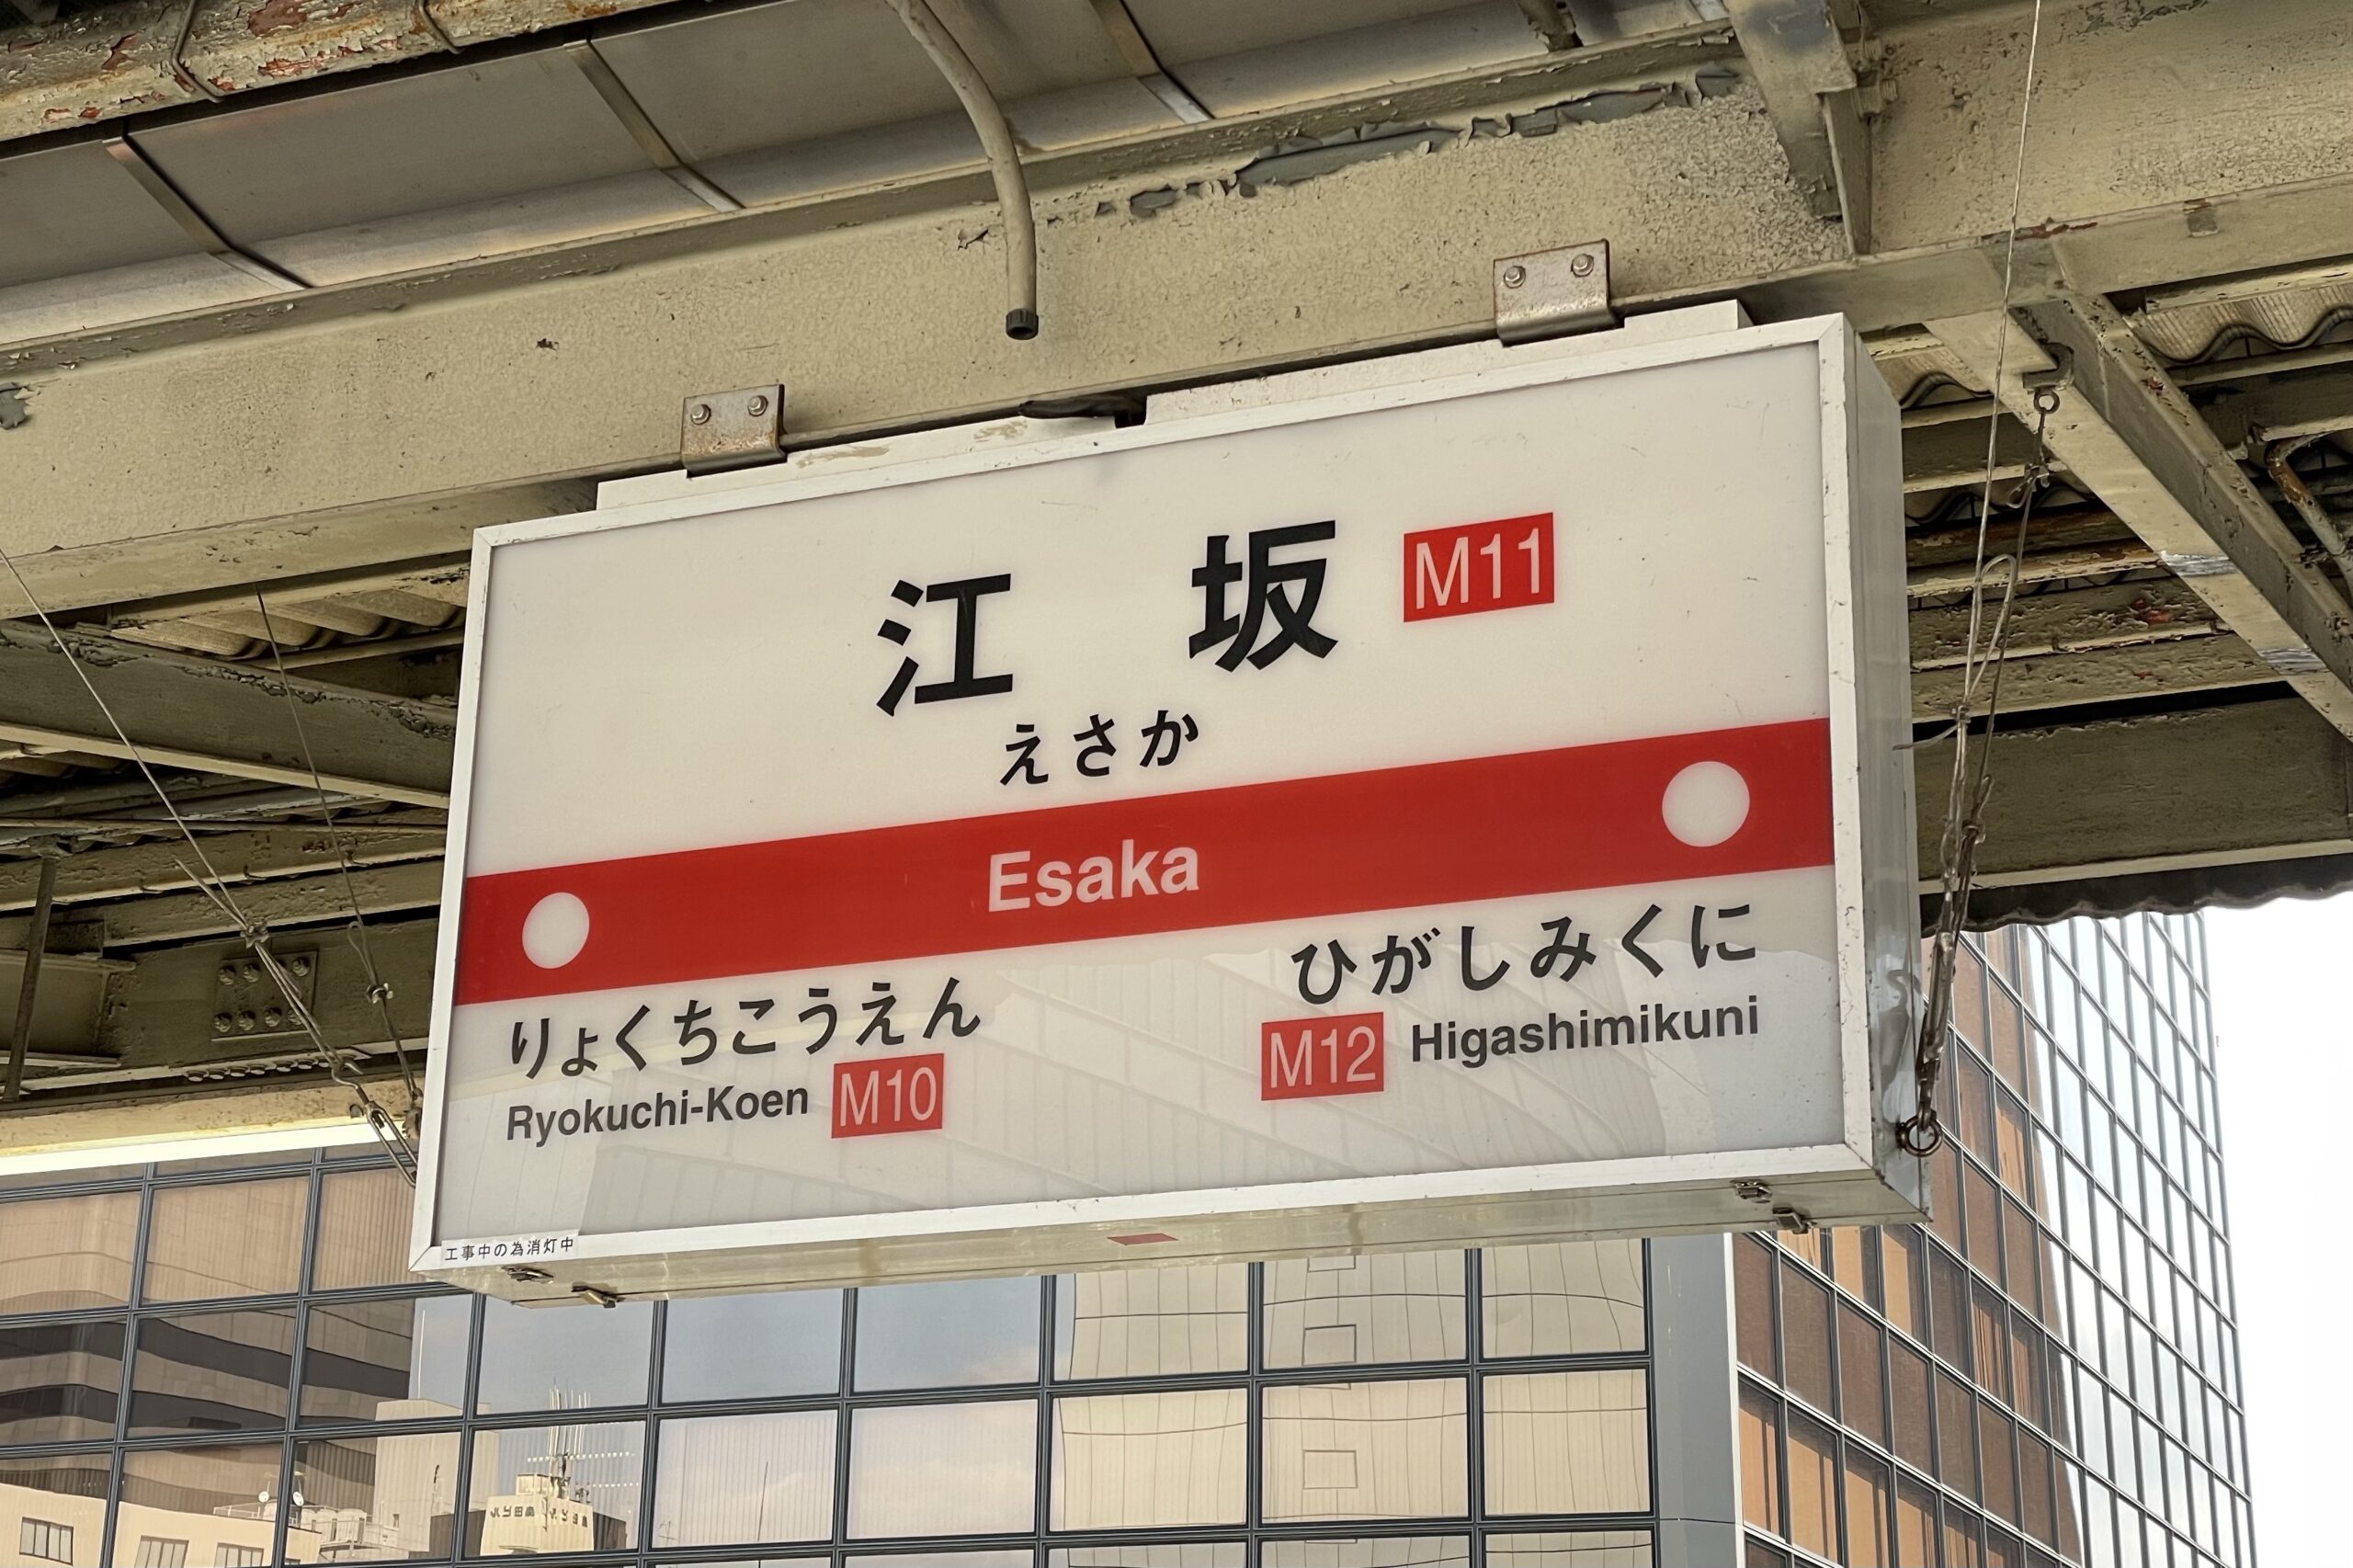 江坂 M11
えさか
Esaka
りょくちこうえん
Ryokuchi-Koen M10
ひがしみくに
M12 Higashimikuni
工事中の為消灯中